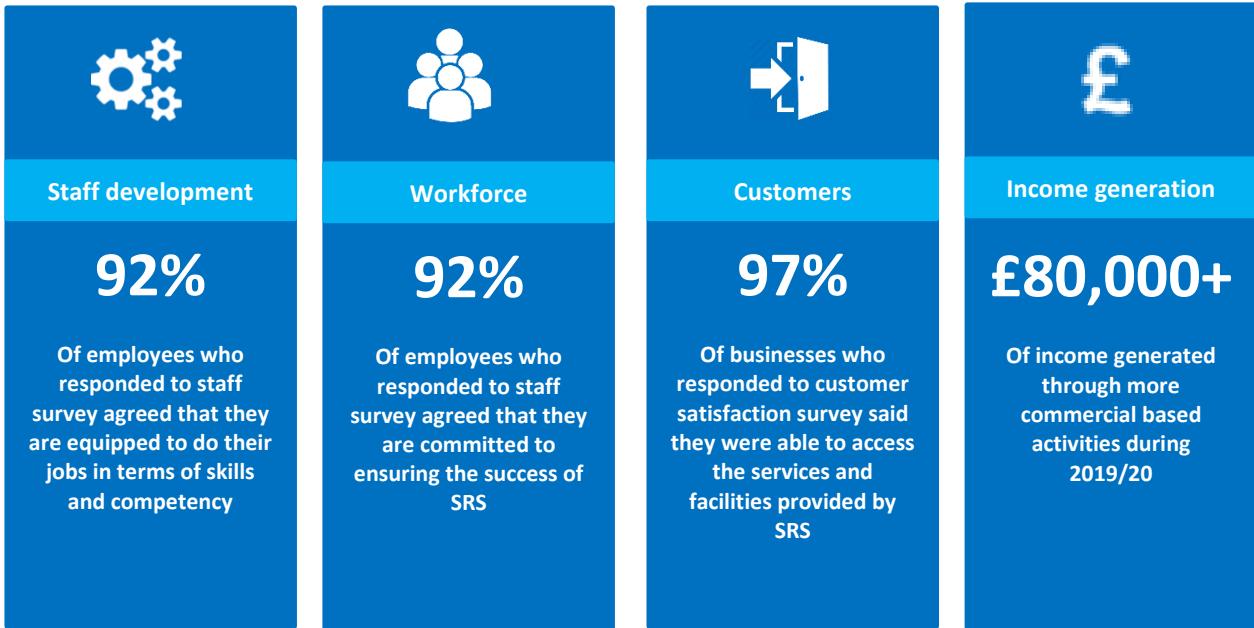 Staff development
92%
Of employees who
responded to staff
survey agreed that they
are equipped to do their
jobs in terms of skills
and competency
Workforce
92%
Of employees who
responded to staff
survey agreed that they
are committed to
ensuring the success of
SRS
Customers
97%
Of businesses who
responded to customer
satisfaction survey said
they were able to access
the services and
facilities provided by
SRS
£
Income generation
£80,000+
Of income generated
through more
commercial based
activities during
2019/20